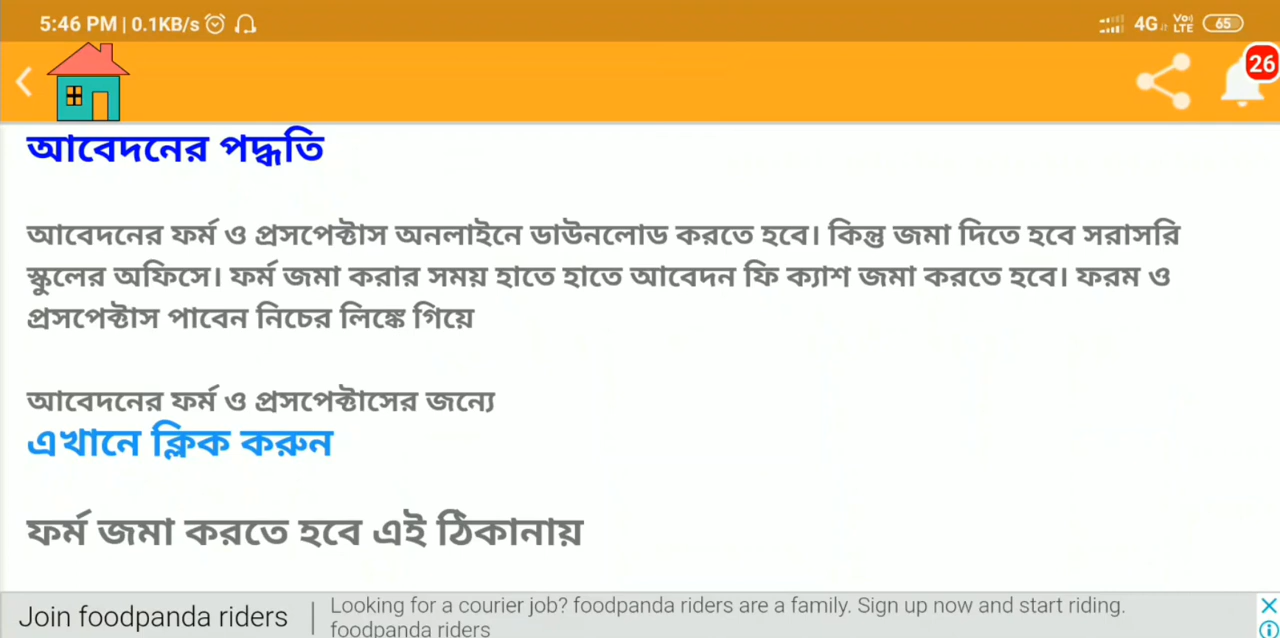 5:46 PM | 0.1KB/s
4G Vo) LTE 65
26
আবেদনের পদ্ধতি
আবেদনের ফর্ম ও প্রসপেক্টাস অনলাইনে ডাউনলোড করতে হবে। কিন্তু জমা দিতে হবে সরাসরি
স্কুলের অফিসে। ফর্ম জমা করার সময় হাতে হাতে আবেদন ফি ক্যাশ জমা করতে হবে। ফরম ও
প্রসপেক্টাস পাবেন নিচের লিঙ্কে গিয়ে
আবেদনের ফর্ম ও প্রসপেক্টাসের জন্যে
এখানে ক্লিক করুন
ফর্ম জমা করতে হবে এই ঠিকানায়
Join foodpanda riders
Looking for a courier job? foodpanda riders are a family. Sign up now and start riding.
foodpanda riders